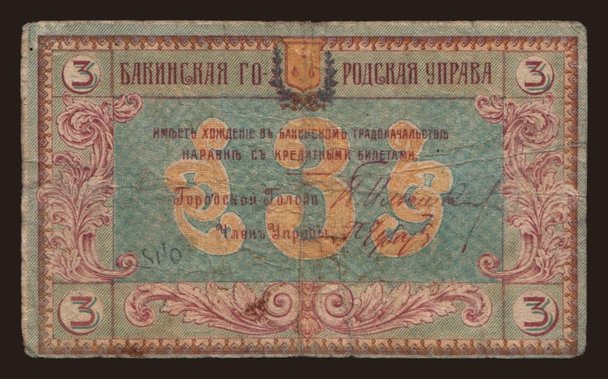 3 БАКИНСКАЯ ГО- РОДСКАЯ УПРАВА 3
ИМѢЕТЪ ХОЖДЕНІЕ ВЪ БАКИНСКОМЪ ГРАДОНАЧАЛЬСТВѢ
НАРАВНѢ СЪ КРЕДИТНЫМИ БИЛЕТАМИ.
3
Городской Голова
Членъ Управы
3 3